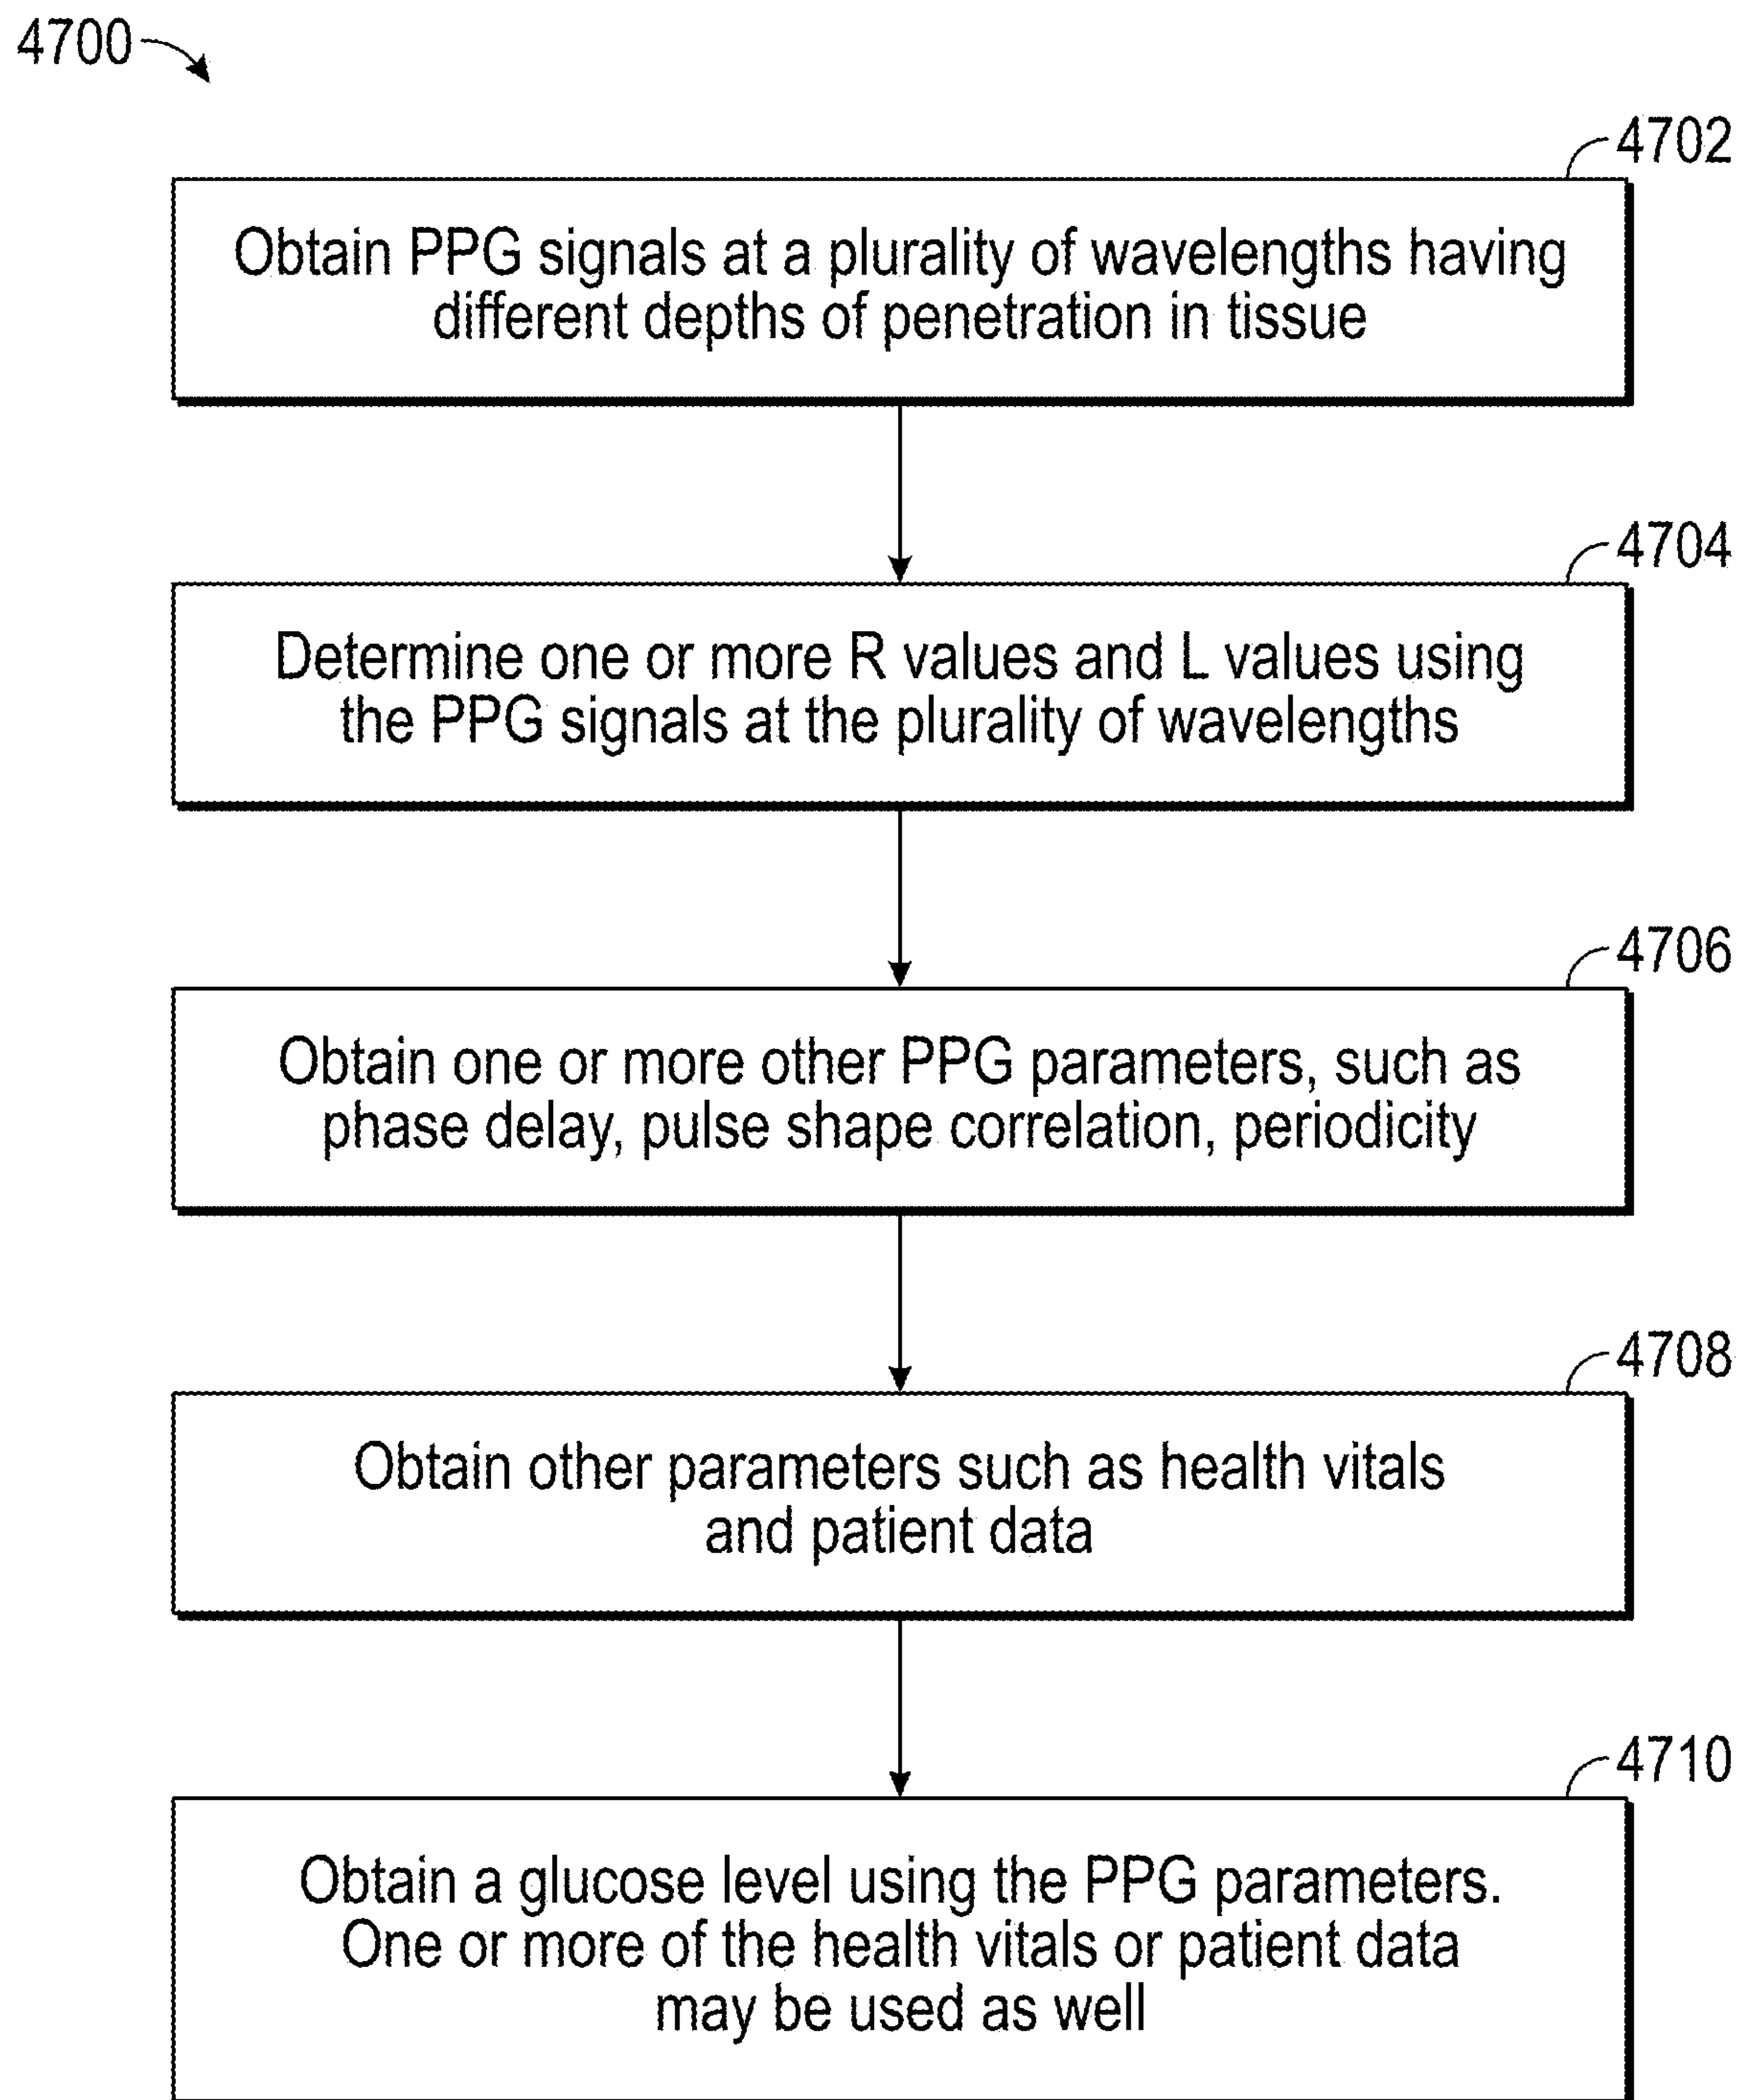 4700
4702
Obtain PPG signals at a plurality of wavelengths having
different depths of penetration in tissue
4704
Determine one or more R values and L values using
the PPG signals at the plurality of wavelengths
4706
Obtain one or more other PPG parameters, such as
phase delay, pulse shape correlation, periodicity
4708
Obtain other parameters such as health vitals
and patient data
4710
Obtain a glucose level using the PPG parameters.
One or more of the health vitals or patient data
may be used as well